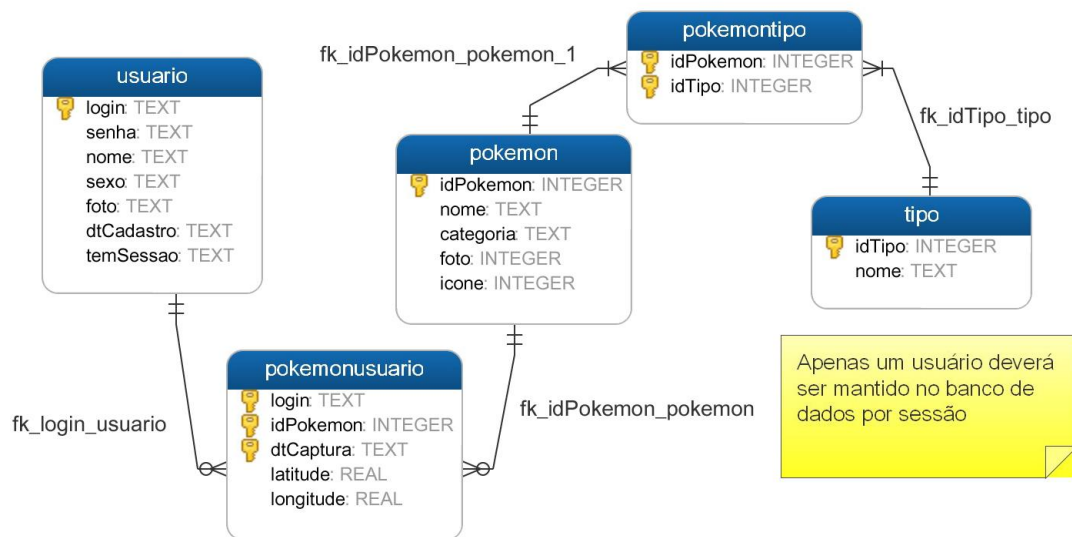 pokemontipo
idPokemon: INTEGER
idTipo: INTEGER
fk_idPokemon_pokemon_1
fk_idTipo_tipo
usuario
login: TEXT
senha: TEXT
nome: TEXT
sexo: TEXT
foto: TEXT
dtCadastro: TEXT
temSessao: TEXT
pokemon
idPokemon: INTEGER
nome: TEXT
categoria: TEXT
foto: INTEGER
icone: INTEGER
tipo
idTipo: INTEGER
nome: TEXT
pokemonusuario
login: TEXT
idPokemon: INTEGER
dtCaptura: TEXT
latitude: REAL
longitude: REAL
fk_login_usuario
fk_idPokemon_pokemon
Apenas um usuário deverá
ser mantido no banco de
dados por sessão